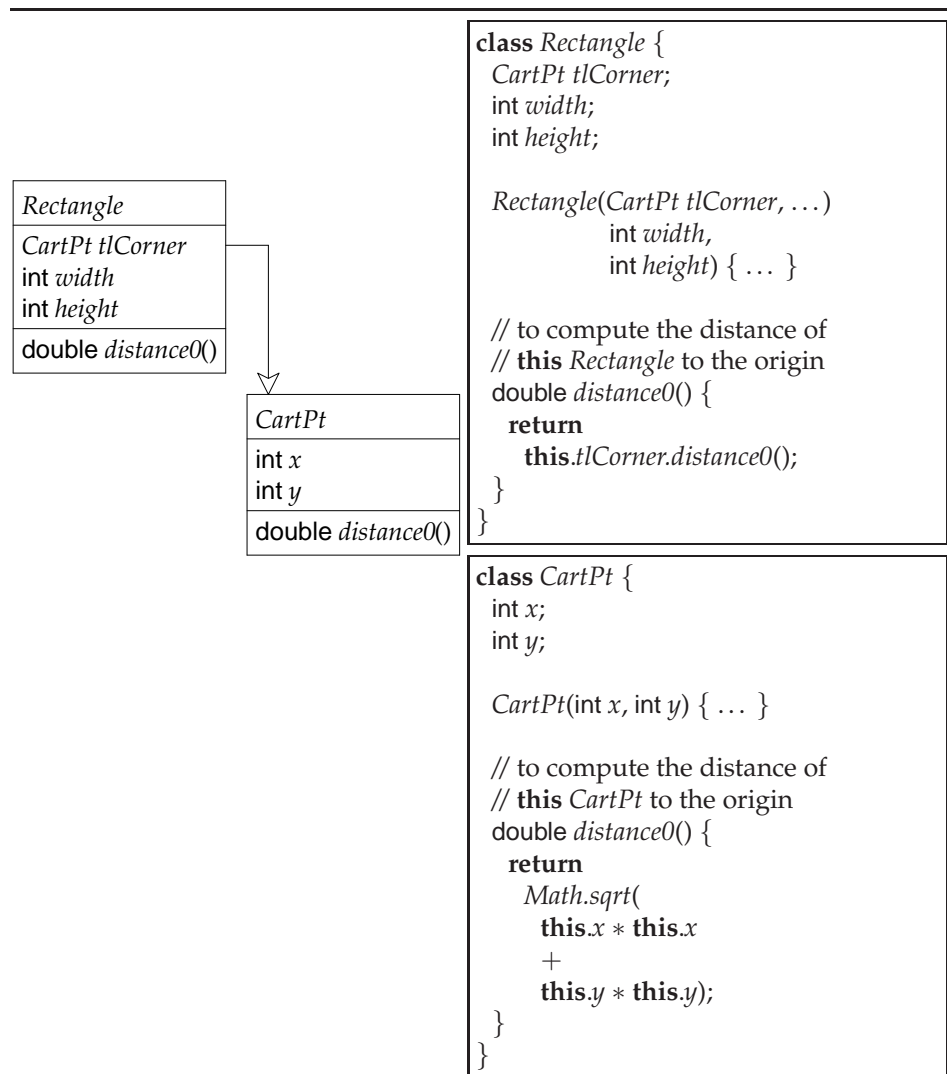 Rectangle
CartPt tlCorner
int width
int height
double distance0()
CartPt
int x
int y
double distance0()
class Rectangle {
CartPt tlCorner;
int width;
int height;
Rectangle(CartPt tlCorner, ...)
int width,
int height) { ... }
// to compute the distance of
// this Rectangle to the origin
double distance0() {
return
this.tlCorner.distance0();
}
}
class CartPt {
int x;
int y;
CartPt(int x, int y) { ... }
// to compute the distance of
// this CartPt to the origin
double distance0() {
return
Math.sqrt(
this.x ∗ this.x
+
this.y ∗ this.y);
}
}